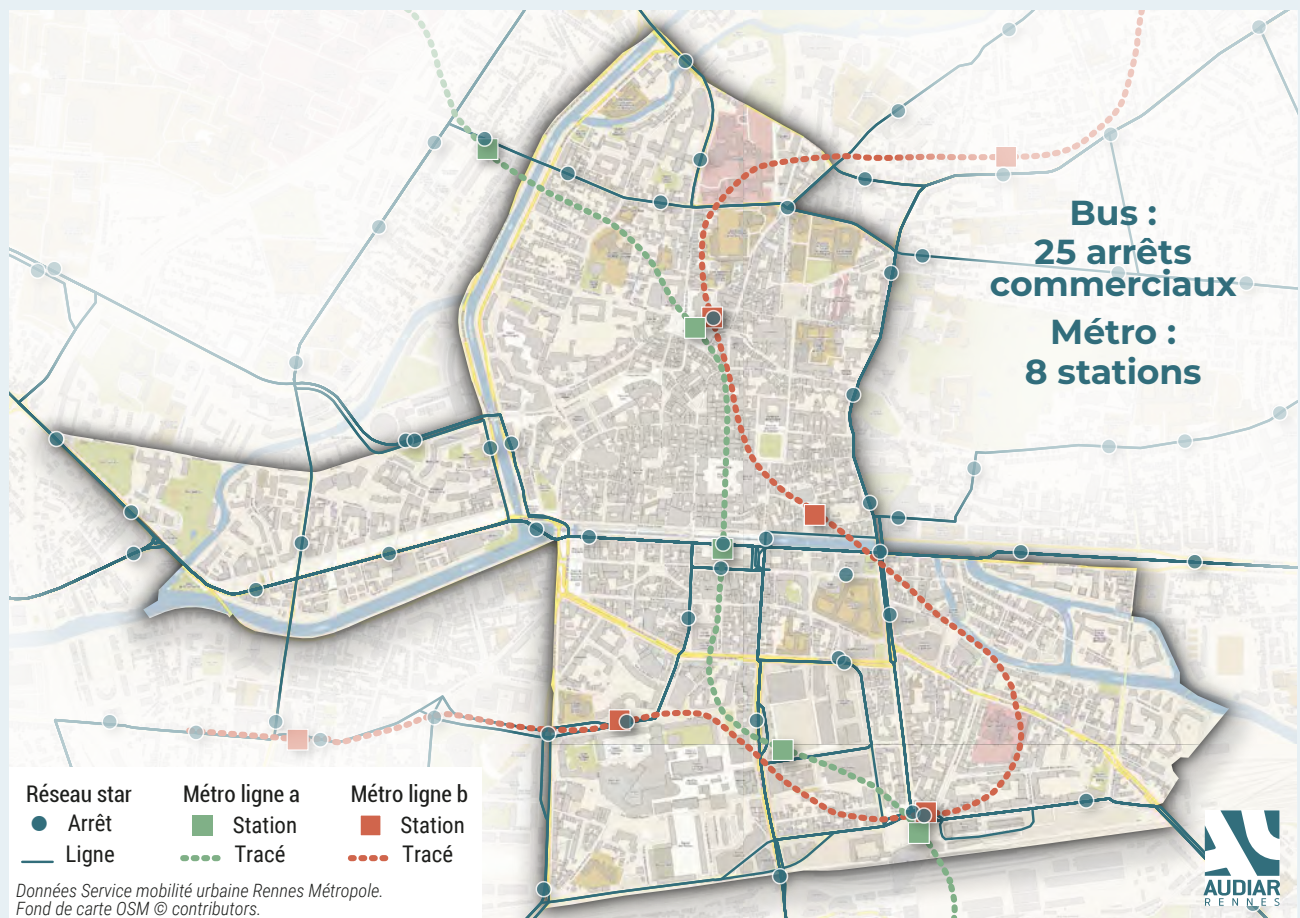 Bus :
25 arrêts
commerciaux
Métro :
8 stations
Réseau star
Arrêt
Ligne
Métro ligne a
Station
Tracé
Métro ligne b
Station
Tracé
Données Service mobilité urbaine Rennes Métropole.
Fond de carte OSM © contributors.
AUDIAR
RENNES